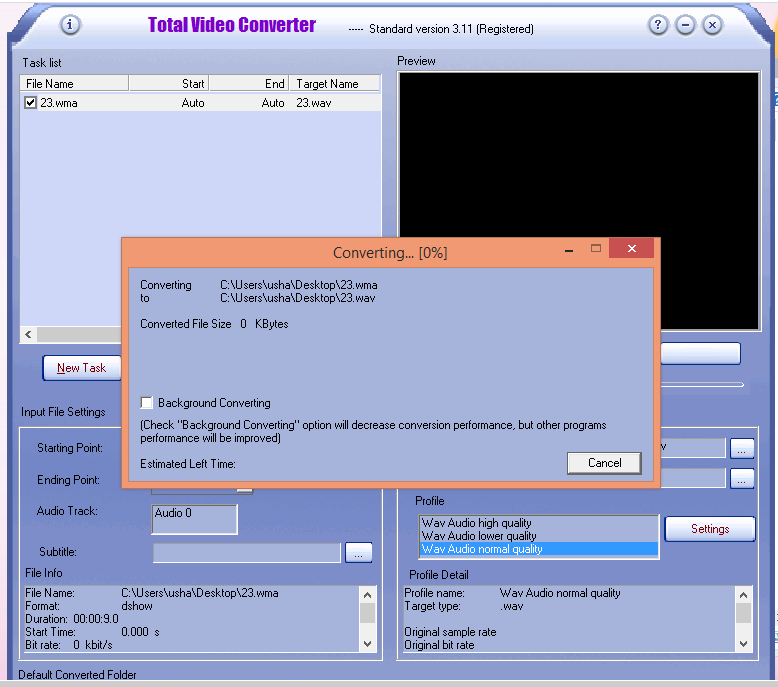 Total Video Converter ----- Standard version 3.11 (Registered)
Task list
Preview
File Name Start End Target Name
23.wma Auto Auto 23.wav
Converting... [0%]
Converting C:\Users\usha\Desktop\23.wma
to C:\Users\usha\Desktop\23.wav
Converted File Size 0 KBytes
Background Converting
(Check "Background Converting" option will decrease conversion performance, but other programs
performance will be improved)
Estimated Left Time:
Cancel
New Task
Input File Settings
Starting Point:
Ending Point:
Audio Track: Audio 0
Subtitle: ...
...
...
Profile
Wav Audio high quality
Wav Audio lower quality
Wav Audio normal quality
Settings
File Info
File Name: C:\Users\usha\Desktop\23.wma
Format: dshow
Duration: 00:00:9.0
Start Time: 0.000 s
Bit rate: 0 kbit/s
Profile Detail
Profile name: Wav Audio normal quality
Target type: .wav
Original sample rate
Original bit rate
Default Converted Folder